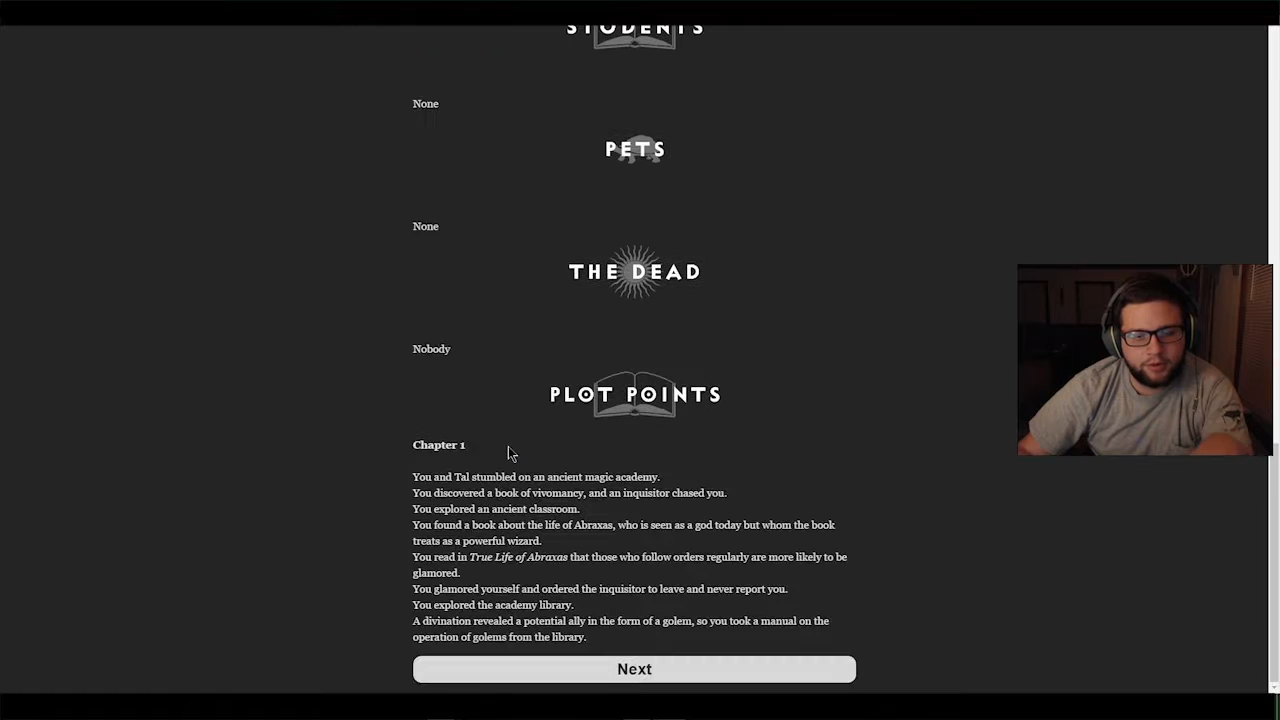 STUDENTS
None
PETS
None
THE DEAD
Nobody
PLOT POINTS
Chapter 1
You and Tal stumbled on an ancient magic academy.
You discovered a book of vivomancy, and an inquisitor chased you.
You explored an ancient classroom.
You found a book about the life of Abraxas, who is seen as a god today but whom the book
treats as a powerful wizard.
You read in True Life of Abraxas that those who follow orders regularly are more likely to be
glamored.
You glamored yourself and ordered the inquisitor to leave and never report you.
You explored the academy library.
A divination revealed a potential ally in the form of a golem, so you took a manual on the
operation of golems from the library.
Next